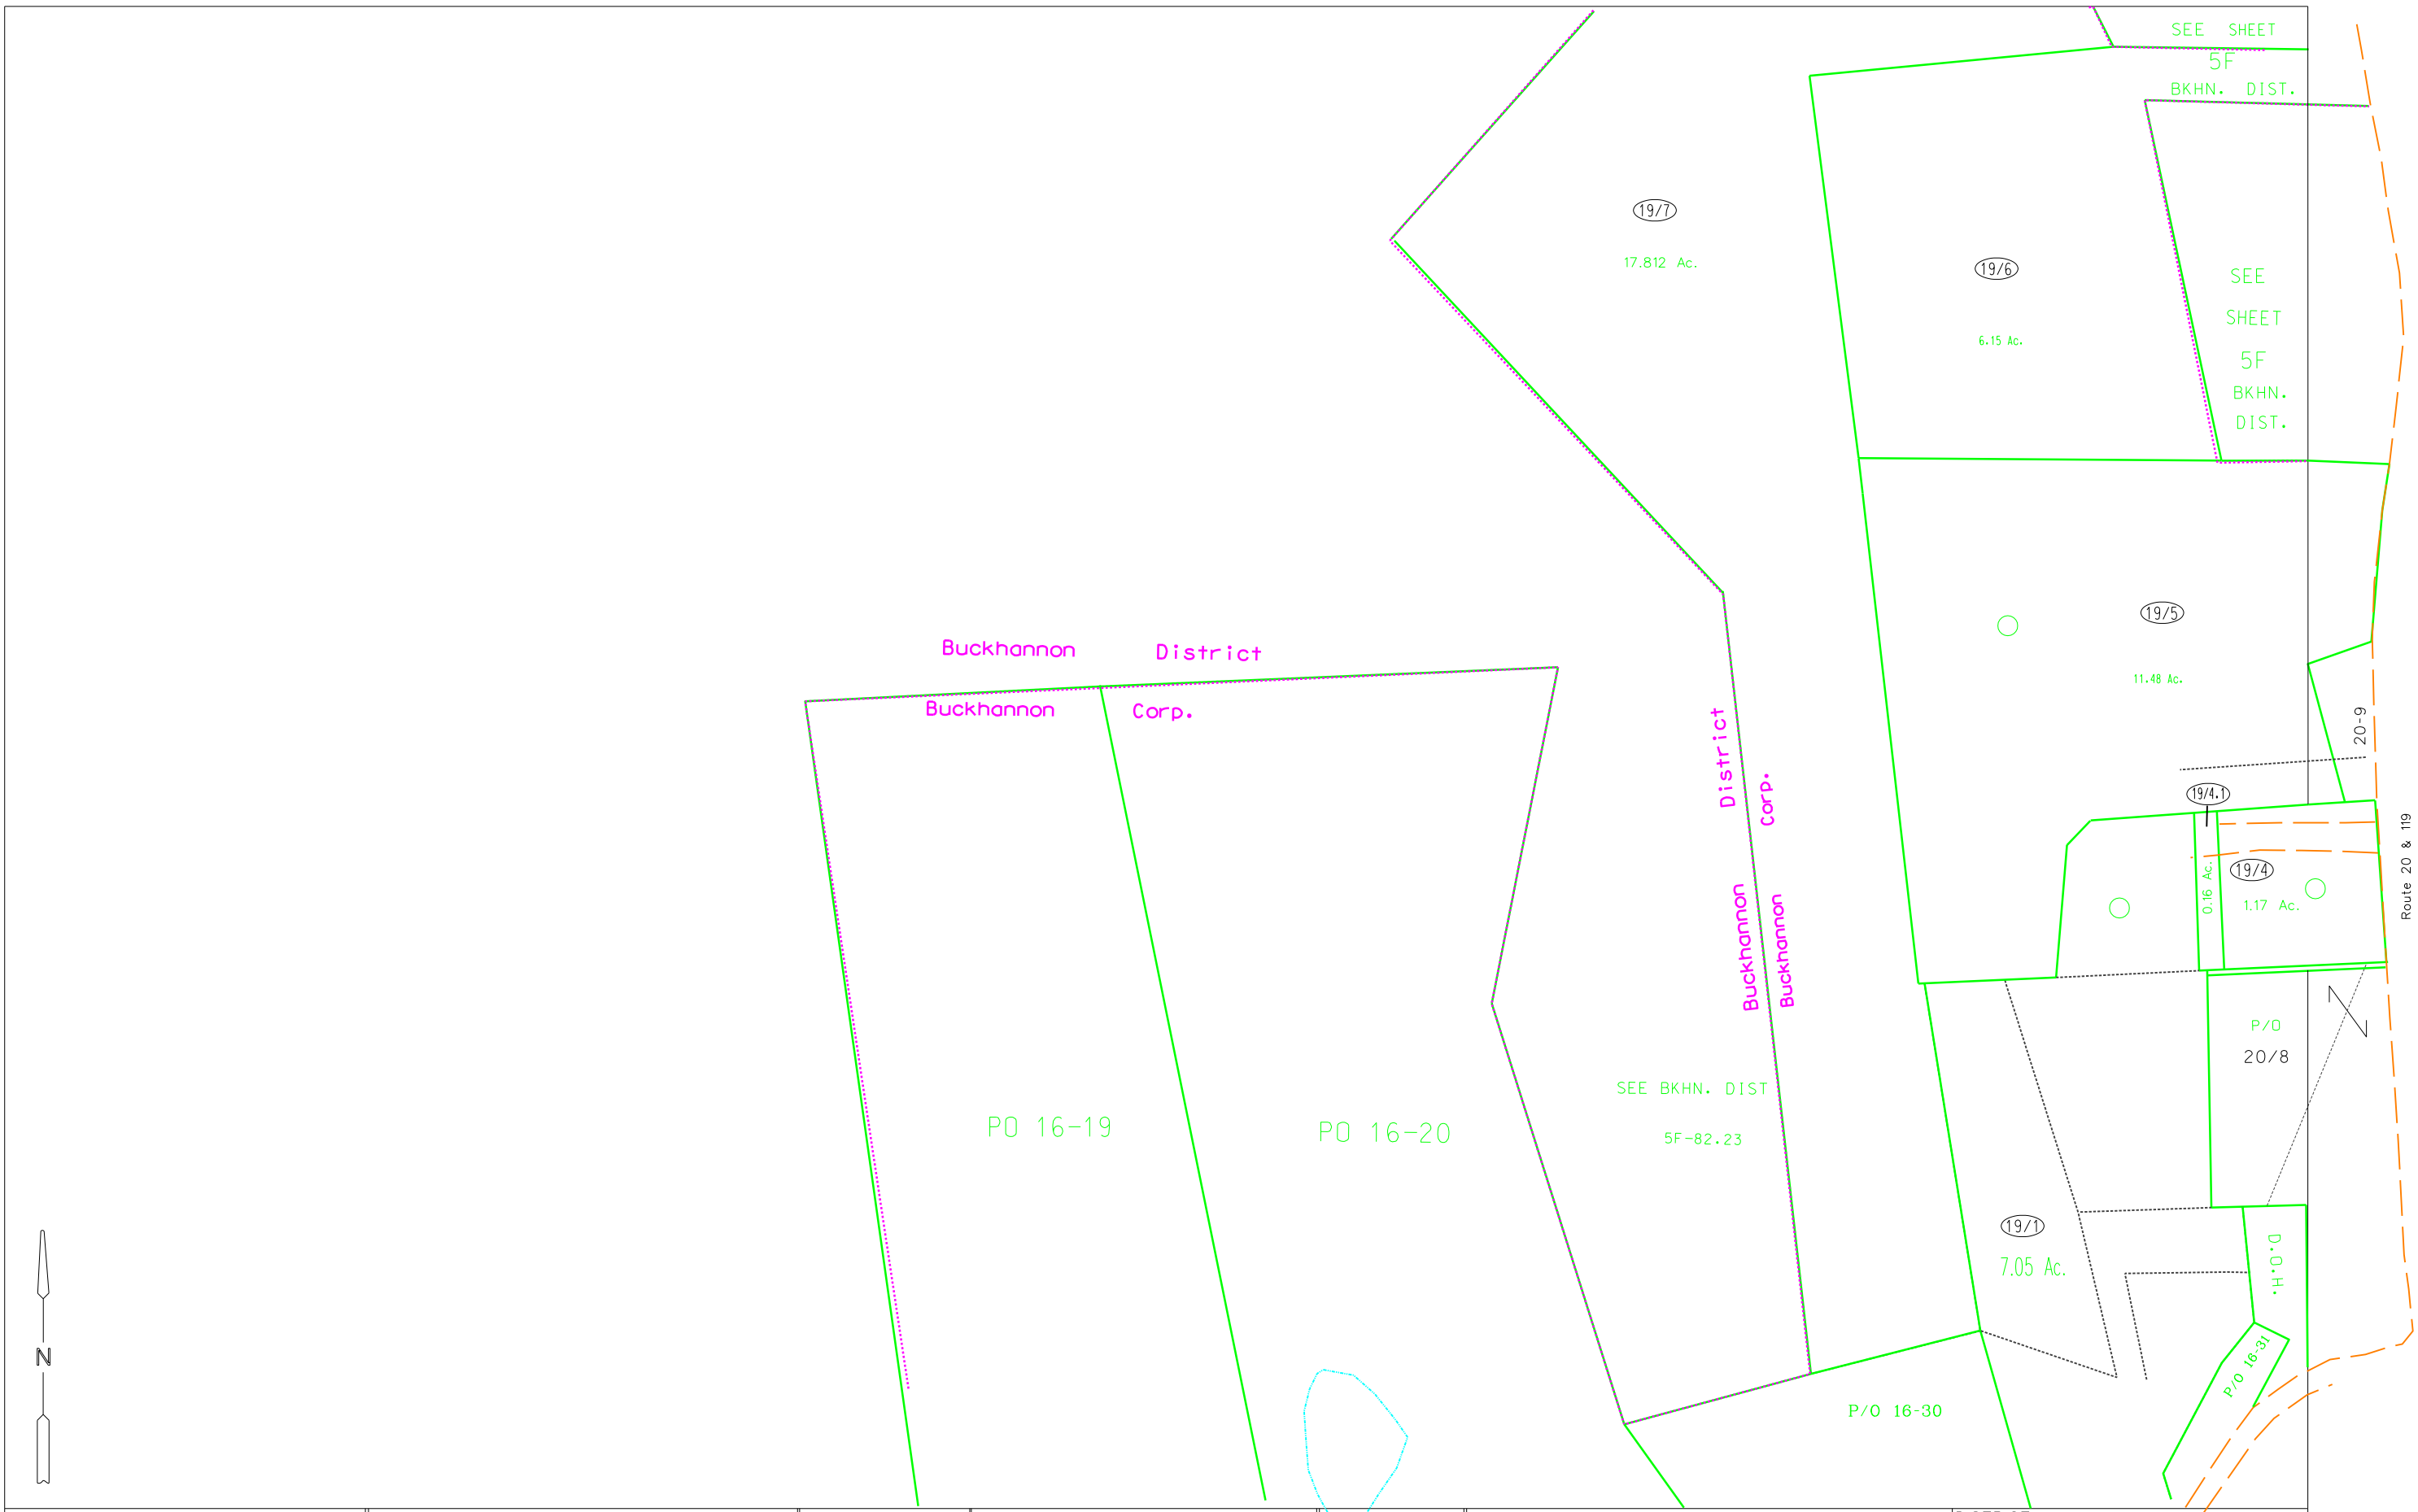 SEE SHEET
5F
BKHN. DIST.
19/7
17.812 Ac.
19/6
6.15 Ac.
SEE
SHEET
5F
BKHN.
DIST.
19/5
11.48 Ac.
Buckhannon District
Buckhannon Corp.
Buckhannon District
Buckhannon Corp.
20-9
19/4.1
0.16 Ac.
19/4
1.17 Ac.
Route 20 & 119
P/O
20/8
SEE BKHN. DIST
5F-82.23
PO 16-19
PO 16-20
19/1
7.05 Ac.
D.O.H.
P/O 16-31
P/O 16-30
N